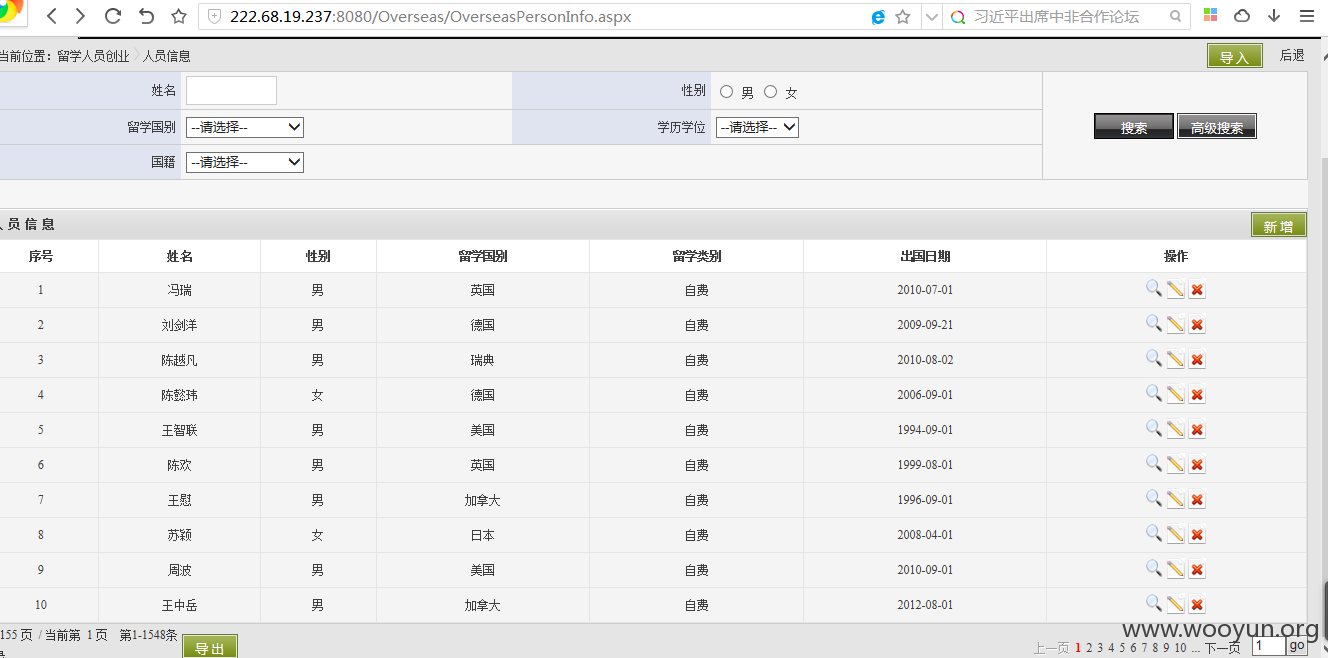 222.68.19.237:8080/Overseas/OverseasPersonInfo.aspx 习近平出席中非合作论坛
当前位置：留学人员创业 人员信息 导入 后退
姓名 性别 男 女
留学国别 --请选择-- 学历学位 --请选择-- 搜索 高级搜索
国籍 --请选择--
人员信息 新增
序号 姓名 性别 留学国别 留学类别 出国日期 操作
1 冯瑞 男 英国 自费 2010-07-01
2 刘剑洋 男 德国 自费 2009-09-21
3 陈越凡 男 瑞典 自费 2010-08-02
4 陈懿玮 女 德国 自费 2006-09-01
5 王智联 男 美国 自费 1994-09-01
6 陈欢 男 英国 自费 1999-08-01
7 王慰 男 加拿大 自费 1996-09-01
8 苏颖 女 日本 自费 2008-04-01
9 周波 男 美国 自费 2010-09-01
10 王中岳 男 加拿大 自费 2012-08-01
155 页 / 当前第 1 页 第1-1548条 导出
www.wooyun.org
上一页 1 2 3 4 5 6 7 8 9 10 ... 下一页 1 go